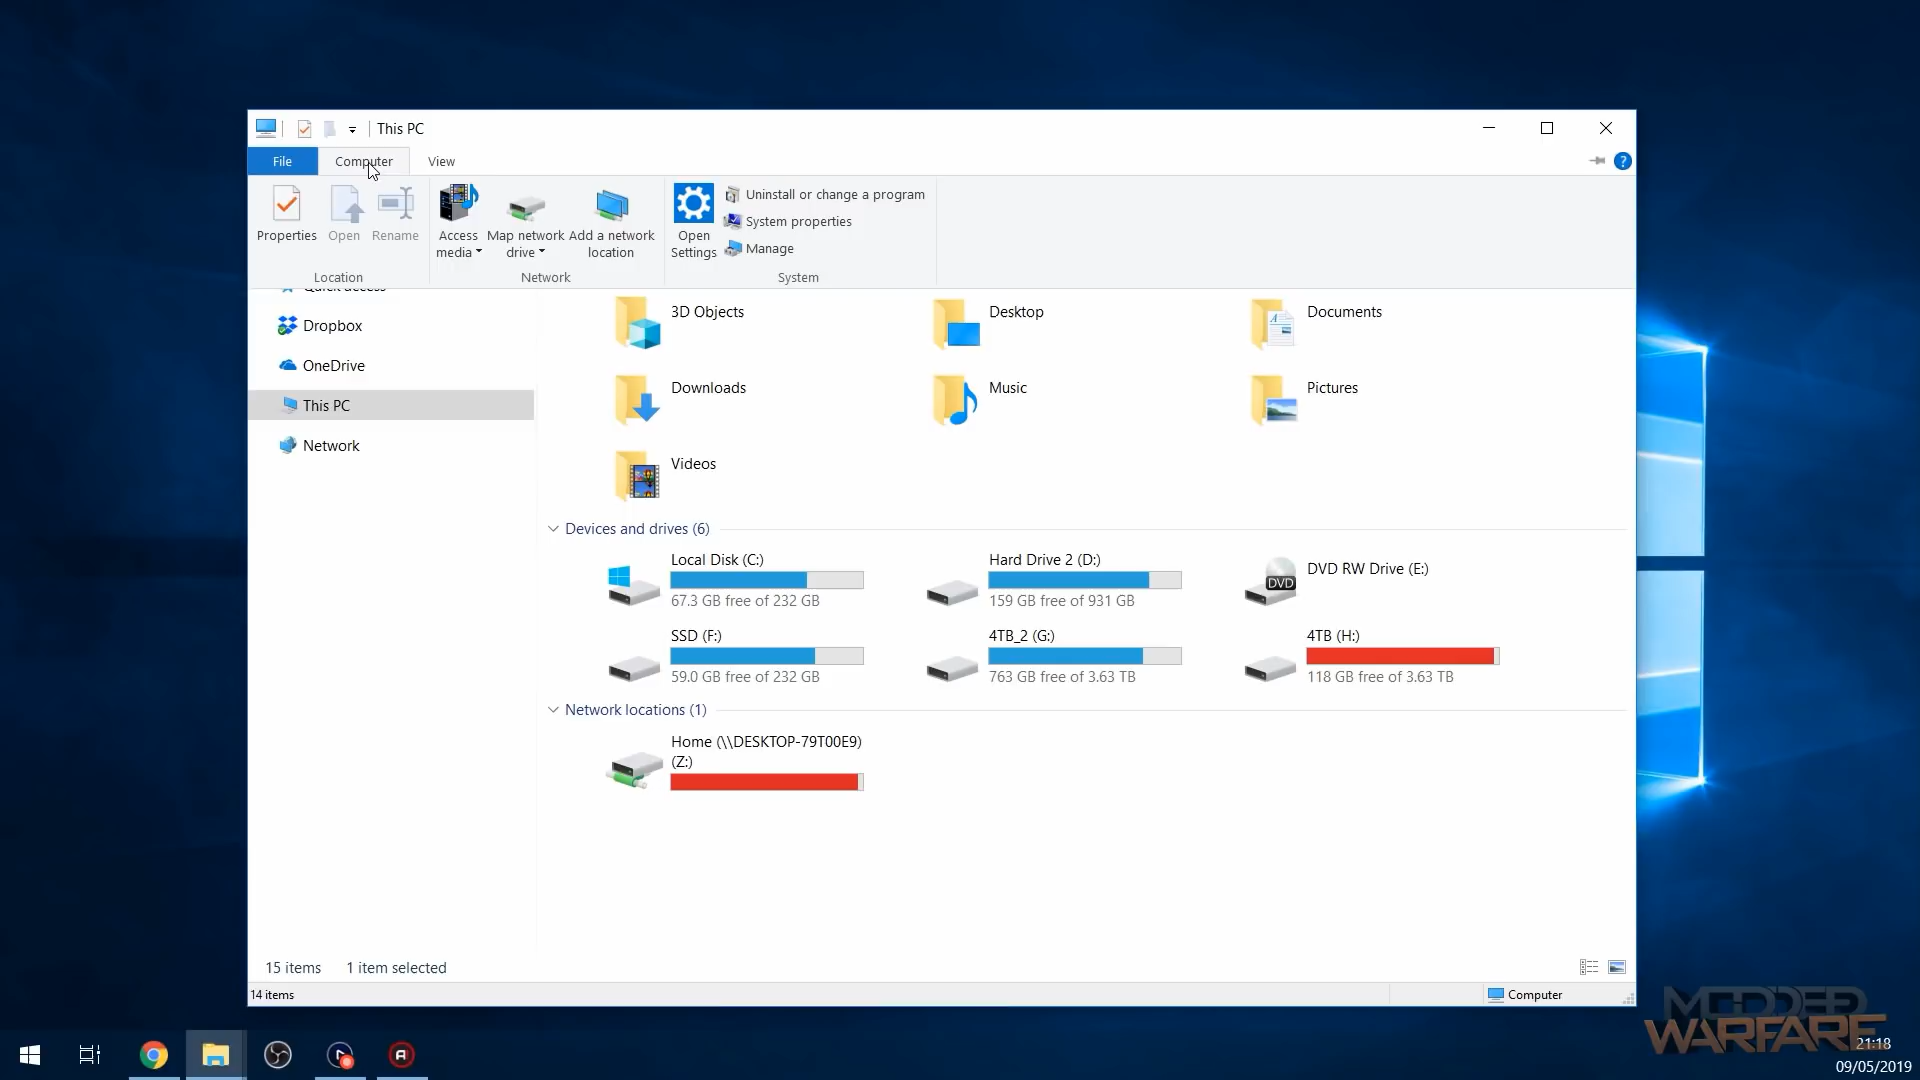 This PC
File
Computer
View
?
Properties
Open
Rename
Access
media
Map network
drive
Add a network
location
Open
Settings
Uninstall or change a program
System properties
Manage
Location
Network
System
Quick access
Dropbox
OneDrive
This PC
Network
3D Objects
Desktop
Documents
Downloads
Music
Pictures
Videos
Devices and drives (6)
Local Disk (C:)
67.3 GB free of 232 GB
Hard Drive 2 (D:)
159 GB free of 931 GB
DVD
DVD RW Drive (E:)
SSD (F:)
59.0 GB free of 232 GB
4TB_2 (G:)
763 GB free of 3.63 TB
4TB (H:)
118 GB free of 3.63 TB
Network locations (1)
Home (\\DESKTOP-79T00E9)
(Z:)
15 items 1 item selected
14 items
Computer
MODDED
WARFARE
21:18
09/05/2019